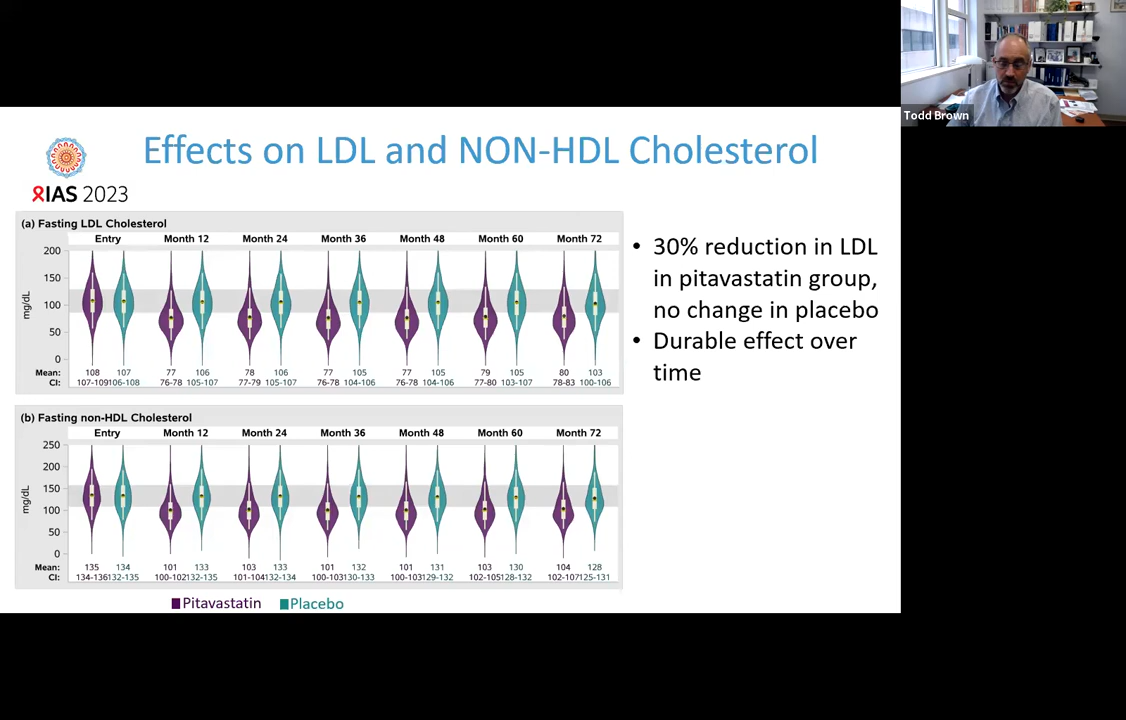 Todd Brown
Effects on LDL and NON-HDL Cholesterol
IAS 2023
(a) Fasting LDL Cholesterol
Entry Month 12 Month 24 Month 36 Month 48 Month 60 Month 72
200
150
100
50
0
mg/dL
Mean: 108 107 77 106 78 106 77 105 77 105 79 105 80 103
CI: 107-109 106-108 76-78 105-107 77-79 105-107 76-78 104-106 76-78 104-106 77-80 103-107 78-83 100-106
(b) Fasting non-HDL Cholesterol
Entry Month 12 Month 24 Month 36 Month 48 Month 60 Month 72
250
200
150
100
50
0
mg/dL
Mean: 135 134 101 133 103 133 101 132 101 131 103 130 104 128
CI: 134-136 132-135 100-102 132-135 101-104 132-134 100-103 130-133 100-103 129-132 102-105 128-132 102-107 125-131
Pitavastatin Placebo
• 30% reduction in LDL
in pitavastatin group,
no change in placebo
• Durable effect over
time